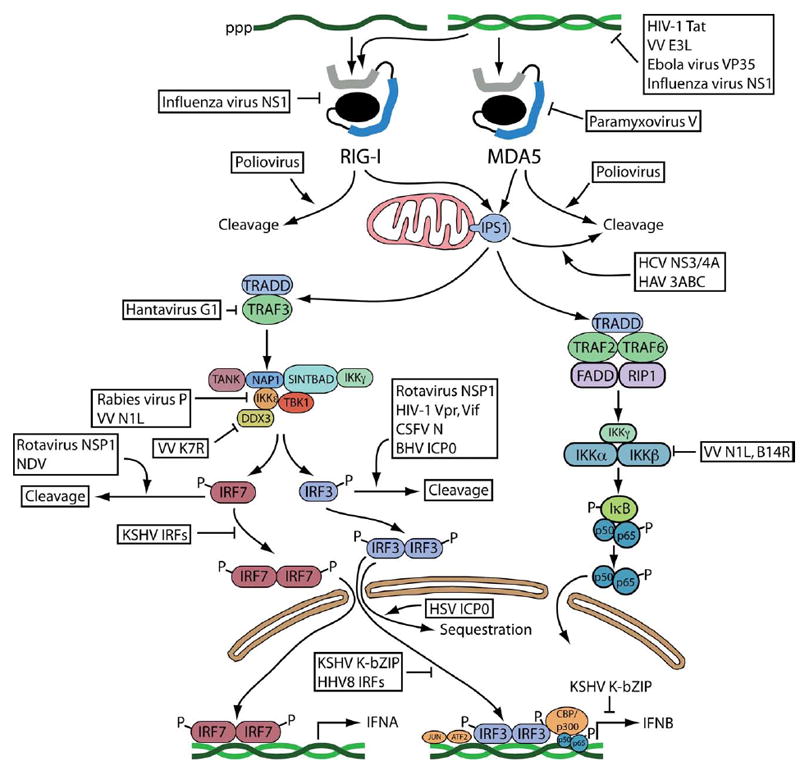 ppp
HIV-1 Tat
VV E3L
Ebola virus VP35
Influenza virus NS1
Influenza virus NS1
Paramyxovirus V
RIG-I
MDA5
Poliovirus
Poliovirus
Cleavage
IPS1
Cleavage
HCV NS3/4A
HAV 3ABC
TRADD
Hantavirus G1
TRAF3
TRADD
TRAF2 TRAF6
FADD RIP1
TANK NAP1 SINTBAD IKKγ
Rabies virus P
VV N1L
IKKε TBK1
DDX3
VV K7R
Rotavirus NSP1
HIV-1 Vpr, Vif
CSFV N
BHV ICP0
IKKγ
IKKα IKKβ
VV N1L, B14R
Rotavirus NSP1
NDV
Cleavage
P
IRF7
IRF3 P
Cleavage
P IκB
p50 p65 P
KSHV IRFs
P IRF3 IRF3 P
P IRF7 IRF7 P
p50 p65 P
HSV ICP0
Sequestration
KSHV K-bZIP
HHV8 IRFs
KSHV K-bZIP
P IRF7 IRF7 P
IFNA
JUN ATF2
P IRF3 IRF3 P
CBP/
p300
p50 p65 P
IFNB